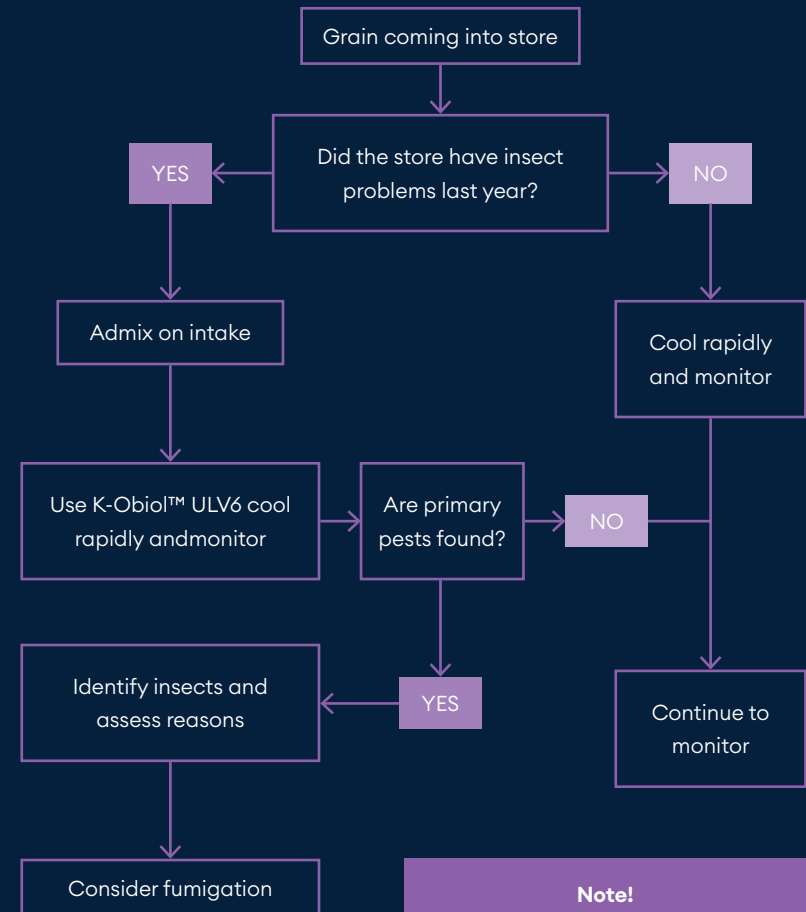 Grain coming into store
Did the store have insect
problems last year?
YES
NO
Admix on intake
Cool rapidly
and monitor
Use K-Obiol™ ULV6 cool
rapidly andmonitor
Are primary
pests found?
NO
Identify insects and
assess reasons
YES
Continue to
monitor
Consider fumigation
Note!